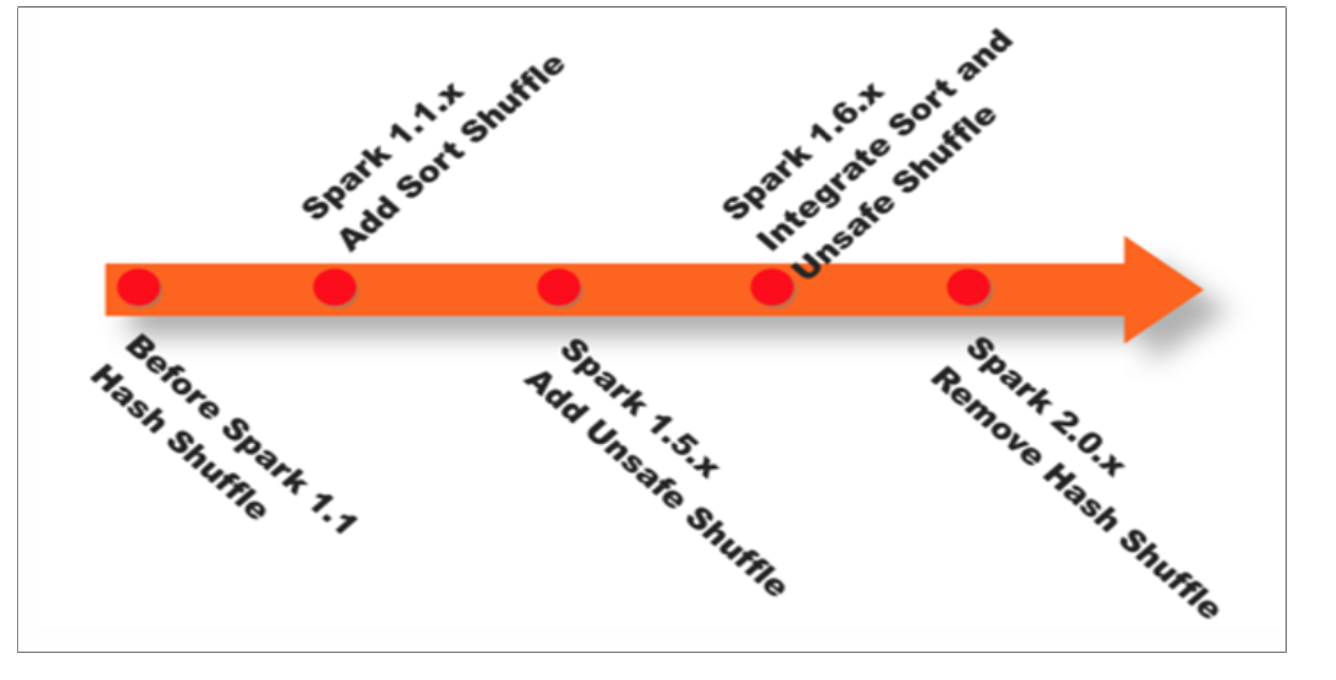 Before Spark 1.1
Hash Shuffle
Spark 1.1.x
Add Sort Shuffle
Spark 1.5.x
Add Unsafe Shuffle
Spark 1.6.x
Integrate Sort and
Unsafe Shuffle
Spark 2.0.x
Remove Hash Shuffle